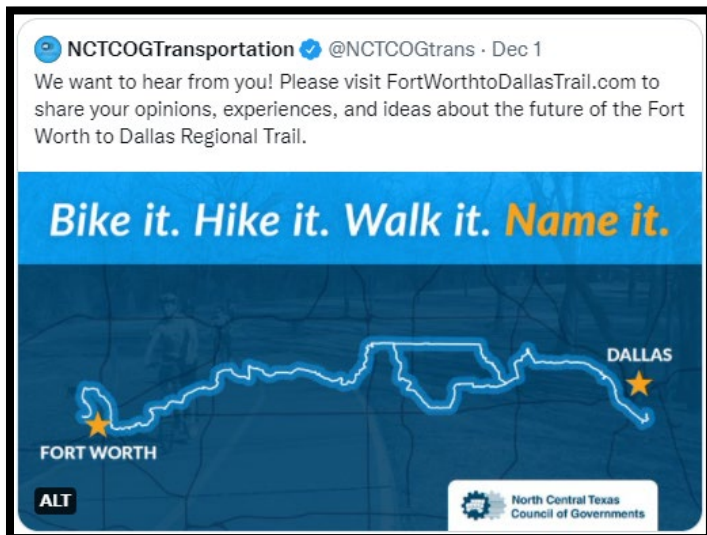 NCTCOGTransportation @NCTCOGtrans · Dec 1
We want to hear from you! Please visit FortWorthtoDallasTrail.com to
share your opinions, experiences, and ideas about the future of the Fort
Worth to Dallas Regional Trail.
Bike it. Hike it. Walk it. Name it.
DALLAS
FORT WORTH
ALT
North Central Texas
Council of Governments